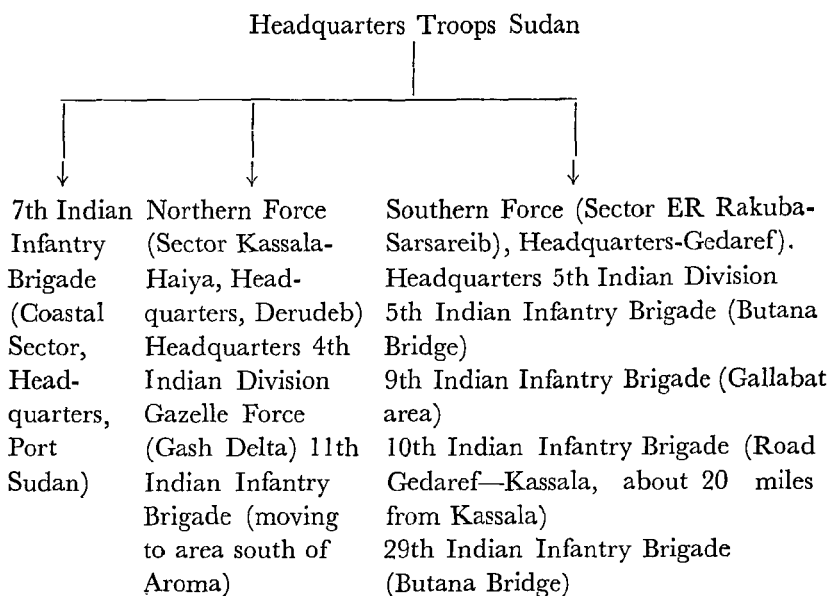 Headquarters Troops Sudan
7th Indian
Infantry
Brigade
(Coastal
Sector,
Head-
quarters,
Port
Sudan)
Northern Force
(Sector Kassala-
Haiya, Head-
quarters, Derudeb)
Headquarters 4th
Indian Division
Gazelle Force
(Gash Delta) 11th
Indian Infantry
Brigade (moving
to area south of
Aroma)
Southern Force (Sector ER Rakuba-
Sarsareib), Headquarters-Gedaref).
Headquarters 5th Indian Division
5th Indian Infantry Brigade (Butana
Bridge)
9th Indian Infantry Brigade (Gallabat
area)
10th Indian Infantry Brigade (Road
Gedaref—Kassala, about 20 miles
from Kassala)
29th Indian Infantry Brigade
(Butana Bridge)